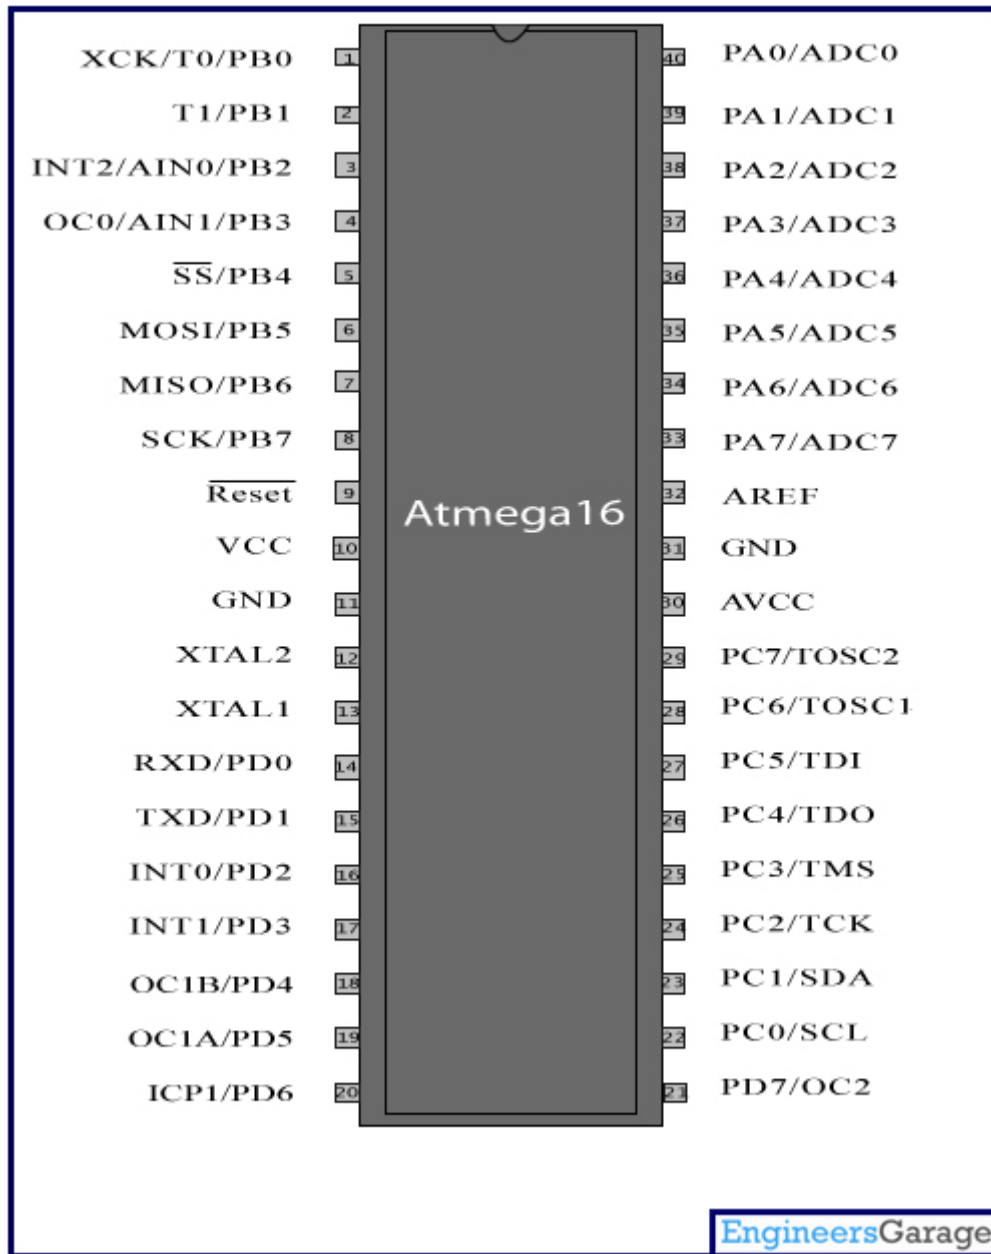 XCK/T0/PB0 1 40 PA0/ADC0
T1/PB1 2 39 PA1/ADC1
INT2/AIN0/PB2 3 38 PA2/ADC2
OC0/AIN1/PB3 4 37 PA3/ADC3
S̅S̅/PB4 5 36 PA4/ADC4
MOSI/PB5 6 35 PA5/ADC5
MISO/PB6 7 34 PA6/ADC6
SCK/PB7 8 33 PA7/ADC7
R̅e̅s̅e̅t̅ 9 32 AREF
Atmega16
VCC 10 31 GND
GND 11 30 AVCC
XTAL2 12 29 PC7/TOSC2
XTAL1 13 28 PC6/TOSC1
RXD/PD0 14 27 PC5/TDI
TXD/PD1 15 26 PC4/TDO
INT0/PD2 16 25 PC3/TMS
INT1/PD3 17 24 PC2/TCK
OC1B/PD4 18 23 PC1/SDA
OC1A/PD5 19 22 PC0/SCL
ICP1/PD6 20 21 PD7/OC2
EngineersGarage